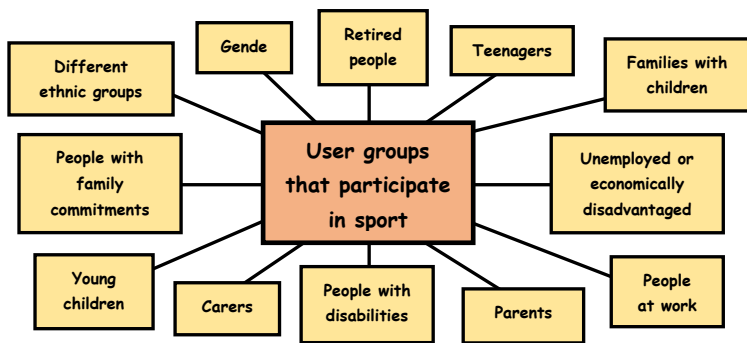 Gende
Retired
people
Teenagers
Different
ethnic groups
Families with
children
User groups
that participate
in sport
People with
family
commitments
Unemployed or
economically
disadvantaged
Young
children
Carers
People with
disabilities
Parents
People
at work